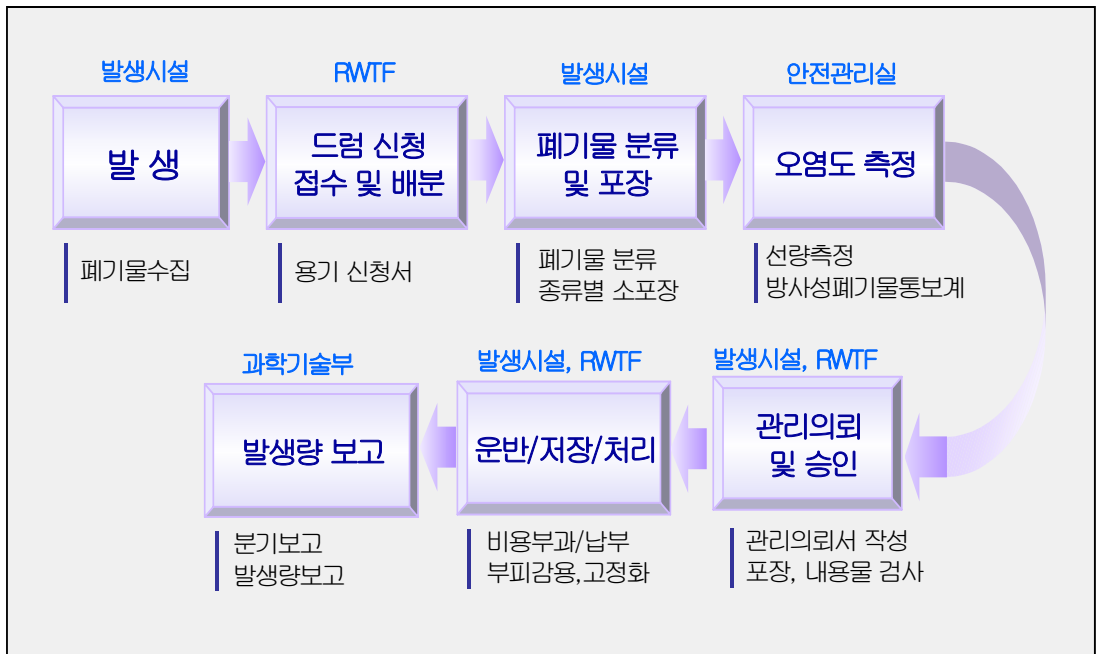 발생시설
발 생
폐기물수집
RWTF
드럼 신청
접수 및 배분
용기 신청서
발생시설
폐기물 분류
및 포장
폐기물 분류
종류별 소포장
안전관리실
오염도 측정
선량측정
방사성폐기물통보계
발생시설, RWTF
관리의뢰
및 승인
관리의뢰서 작성
포장, 내용물 검사
발생시설, RWTF
운반/저장/처리
비용부과/납부
부피감용,고정화
과학기술부
발생량 보고
분기보고
발생량보고